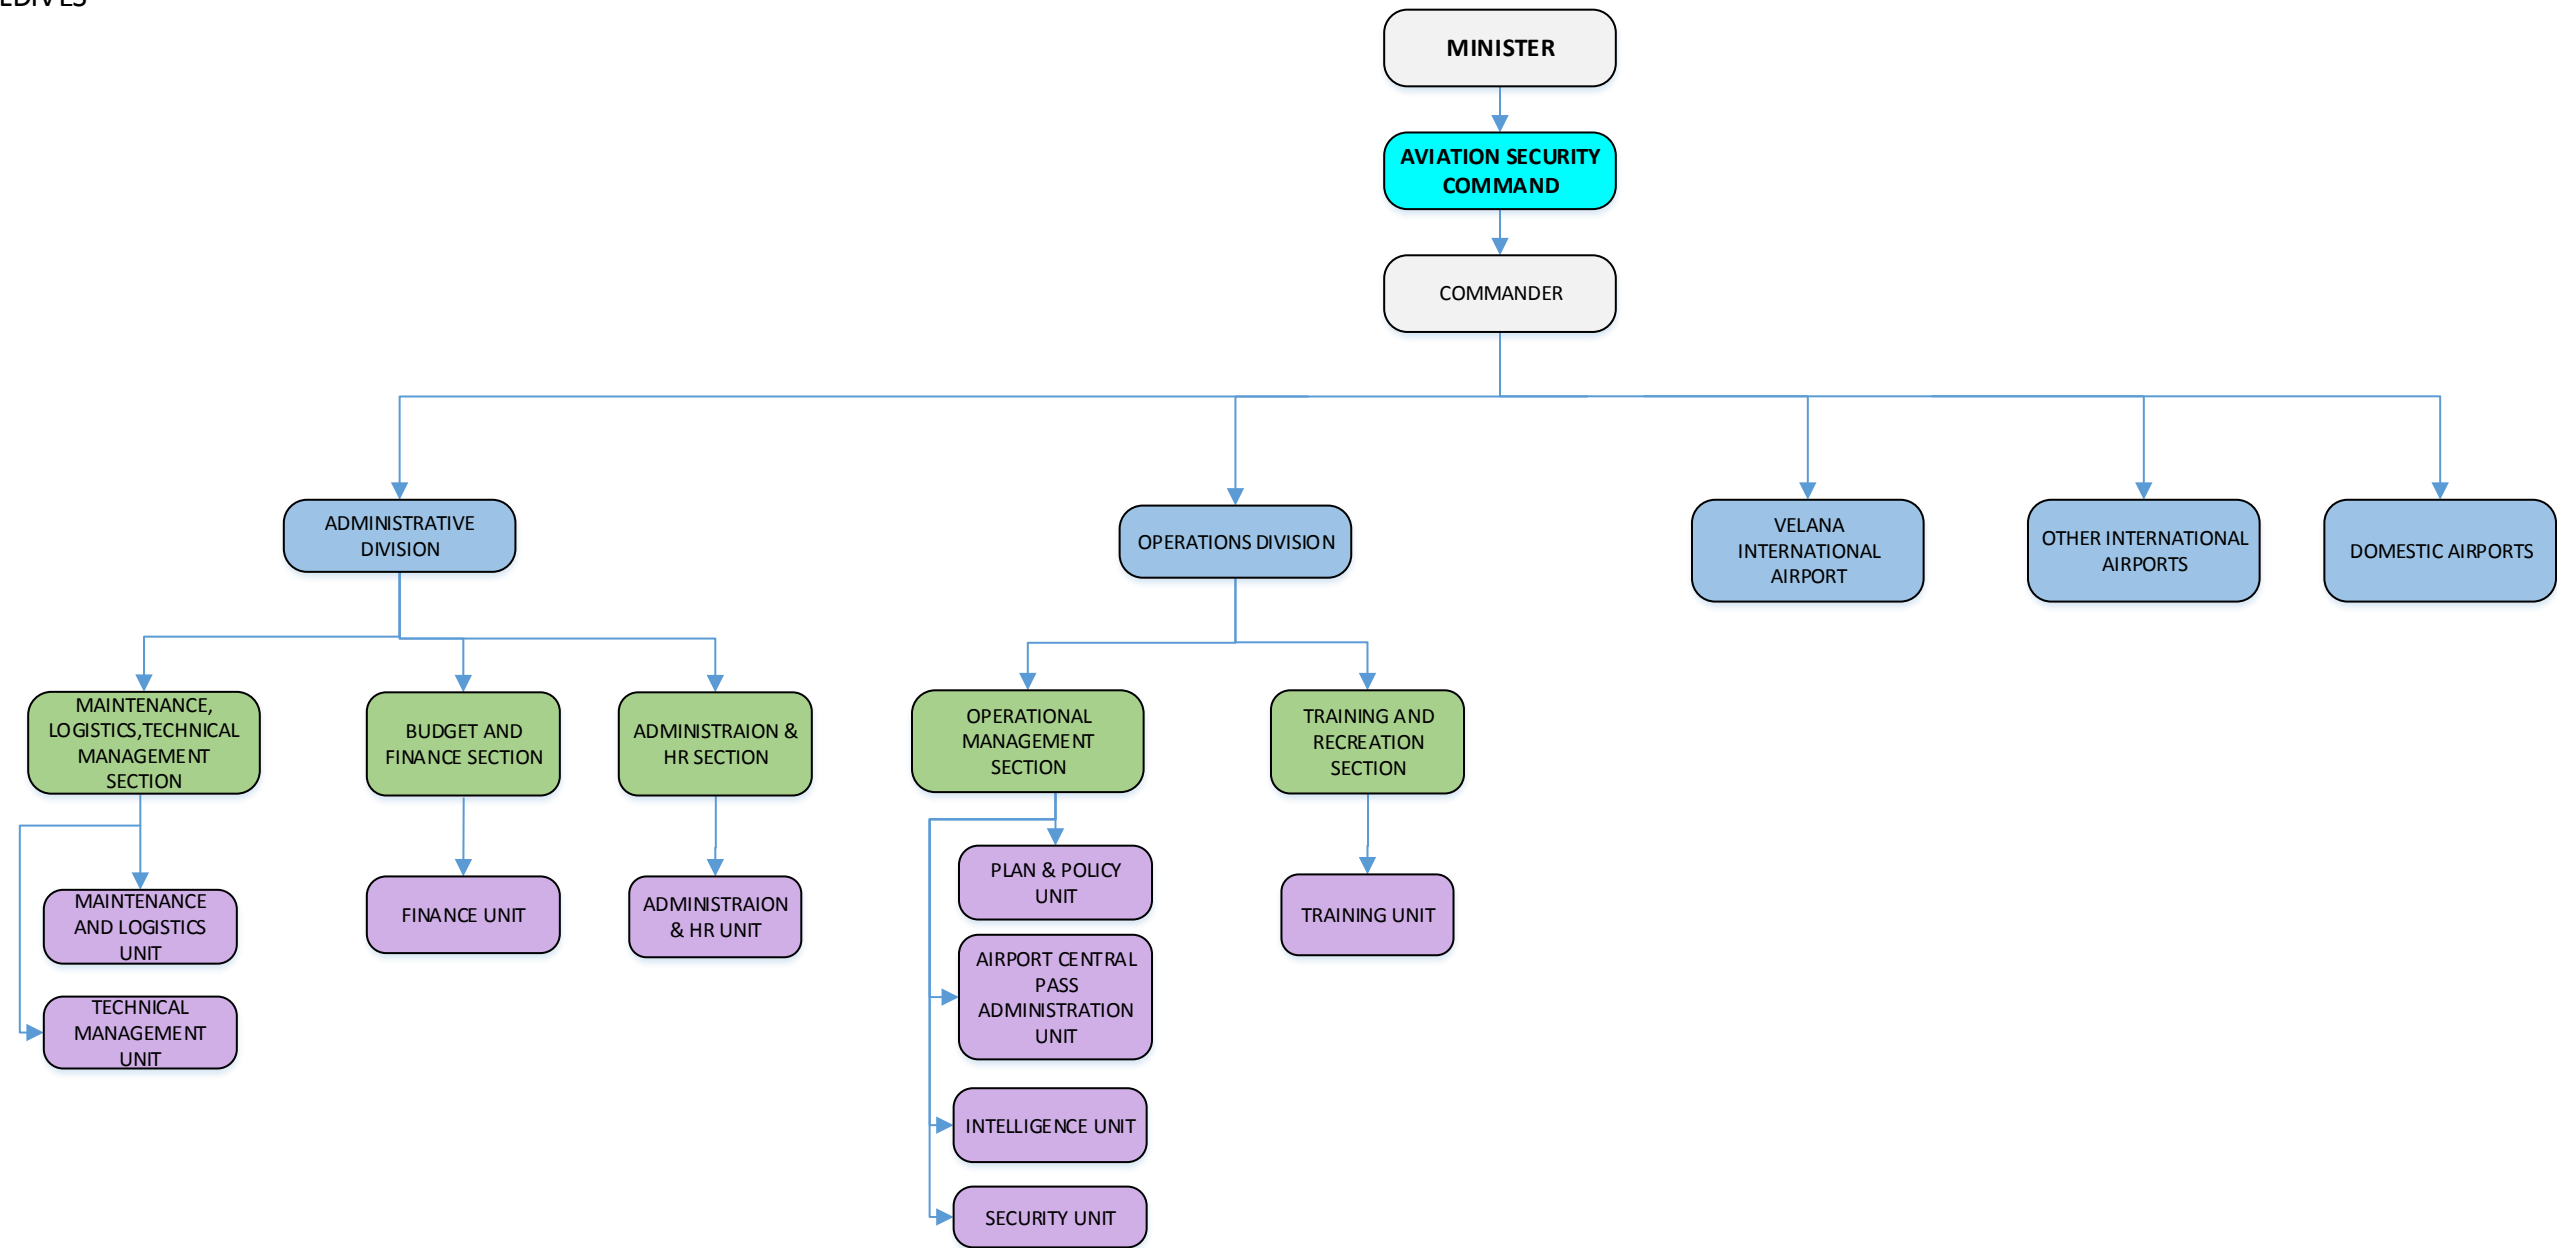 MINISTER
AVIATION SECURITY
COMMAND
COMMANDER
ADMINISTRATIVE
DIVISION
OPERATIONS DIVISION
VELANA
INTERNATIONAL
AIRPORT
OTHER INTERNATIONAL
AIRPORTS
DOMESTIC AIRPORTS
MAINTENANCE,
LOGISTICS,TECHNICAL
MANAGEMENT
SECTION
BUDGET AND
FINANCE SECTION
ADMINISTRAION &
HR SECTION
OPERATIONAL
MANAGEMENT
SECTION
TRAINING AND
RECREATION
SECTION
MAINTENANCE
AND LOGISTICS
UNIT
TECHNICAL
MANAGEMENT
UNIT
FINANCE UNIT
ADMINISTRAION
& HR UNIT
PLAN & POLICY
UNIT
AIRPORT CENTRAL
PASS
ADMINISTRATION
UNIT
INTELLIGENCE UNIT
SECURITY UNIT
TRAINING UNIT